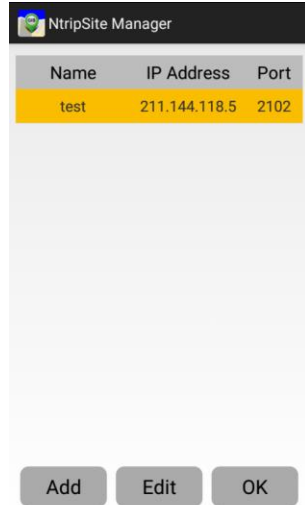 NtripSite Manager
Name IP Address Port
test 211.144.118.5 2102
Add Edit OK